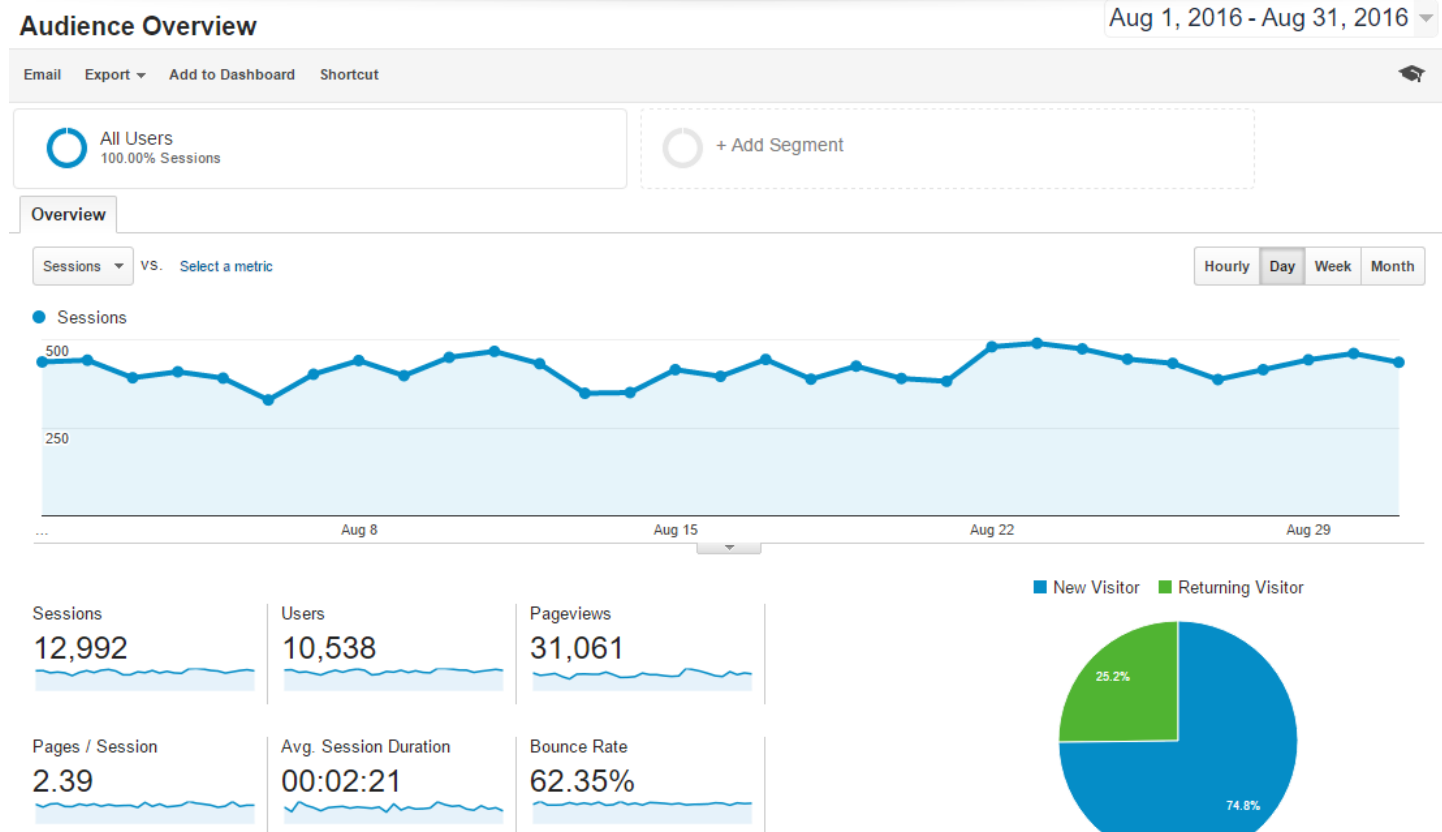 Audience Overview
Aug 1, 2016 - Aug 31, 2016
Email Export Add to Dashboard Shortcut
All Users
100.00% Sessions
+ Add Segment
Overview
Sessions VS. Select a metric
Hourly Day Week Month
Sessions
500
250
... Aug 8 Aug 15 Aug 22 Aug 29
New Visitor Returning Visitor
Sessions Users Pageviews
12,992 10,538 31,061
25.2%
Pages / Session Avg. Session Duration Bounce Rate
2.39 00:02:21 62.35%
74.8%